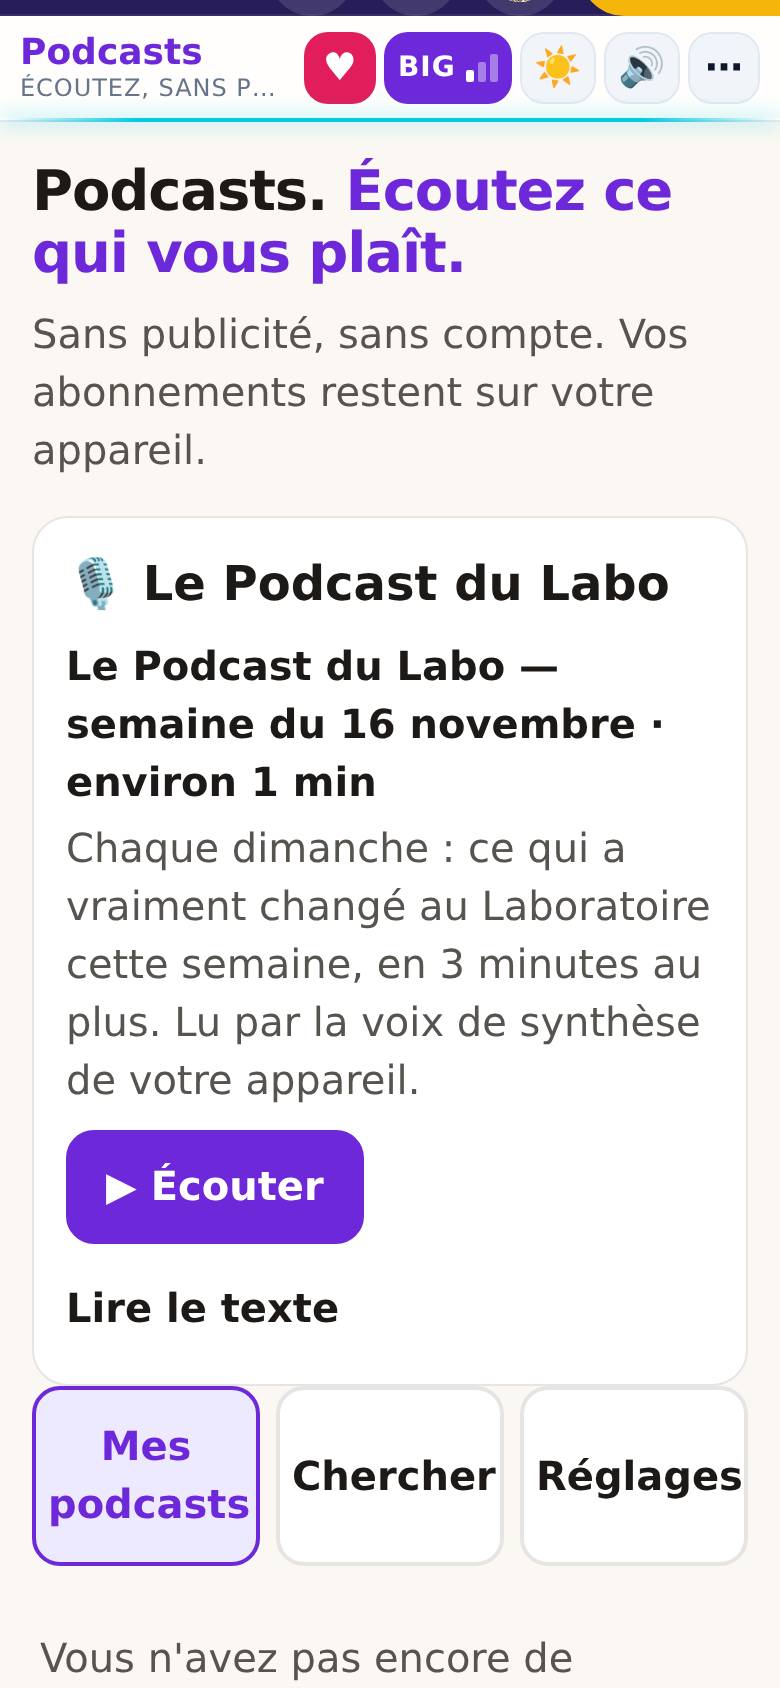 Podcasts
ÉCOUTEZ, SANS P…
BIG
Podcasts. Écoutez ce
qui vous plaît.
Sans publicité, sans compte. Vos
abonnements restent sur votre
appareil.
Le Podcast du Labo
Le Podcast du Labo —
semaine du 16 novembre ·
environ 1 min
Chaque dimanche : ce qui a
vraiment changé au Laboratoire
cette semaine, en 3 minutes au
plus. Lu par la voix de synthèse
de votre appareil.
▶ Écouter
Lire le texte
Mes
podcasts
Chercher
Réglages
Vous n'avez pas encore de